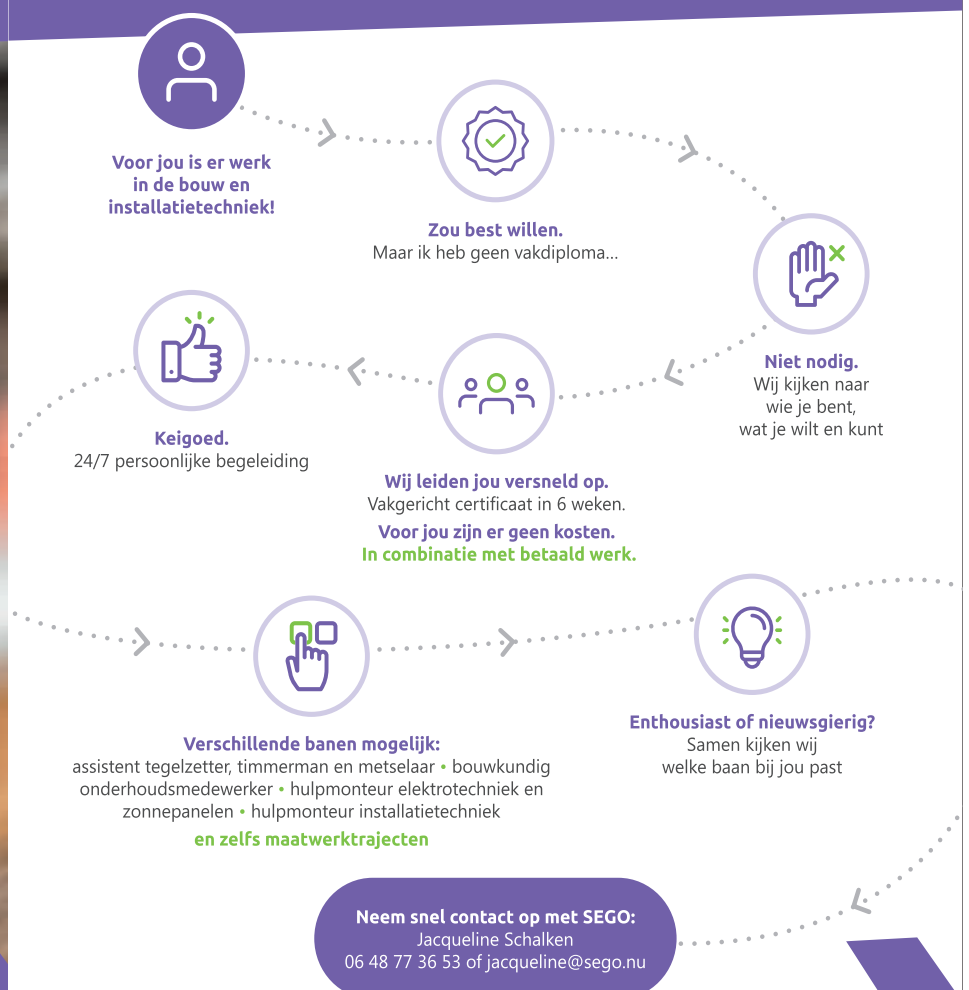 Voor jou is er werk
in de bouw en
installatietechniek!
Zou best willen.
Maar ik heb geen vakdiploma...
Niet nodig.
Wij kijken naar
wie je bent,
wat je wilt en kunt
Wij leiden jou versneld op.
Vakgericht certificaat in 6 weken.
Voor jou zijn er geen kosten.
In combinatie met betaald werk.
Keigoed.
24/7 persoonlijke begeleiding
Verschillende banen mogelijk:
assistent tegelzetter, timmerman en metselaar • bouwkundig
onderhoudsmedewerker • hulpmonteur elektrotechniek en
zonnepanelen • hulpmonteur installatietechniek
en zelfs maatwerktrajecten
Enthousiast of nieuwsgierig?
Samen kijken wij
welke baan bij jou past
Neem snel contact op met SEGO:
Jacqueline Schalken
06 48 77 36 53 of jacqueline@sego.nu